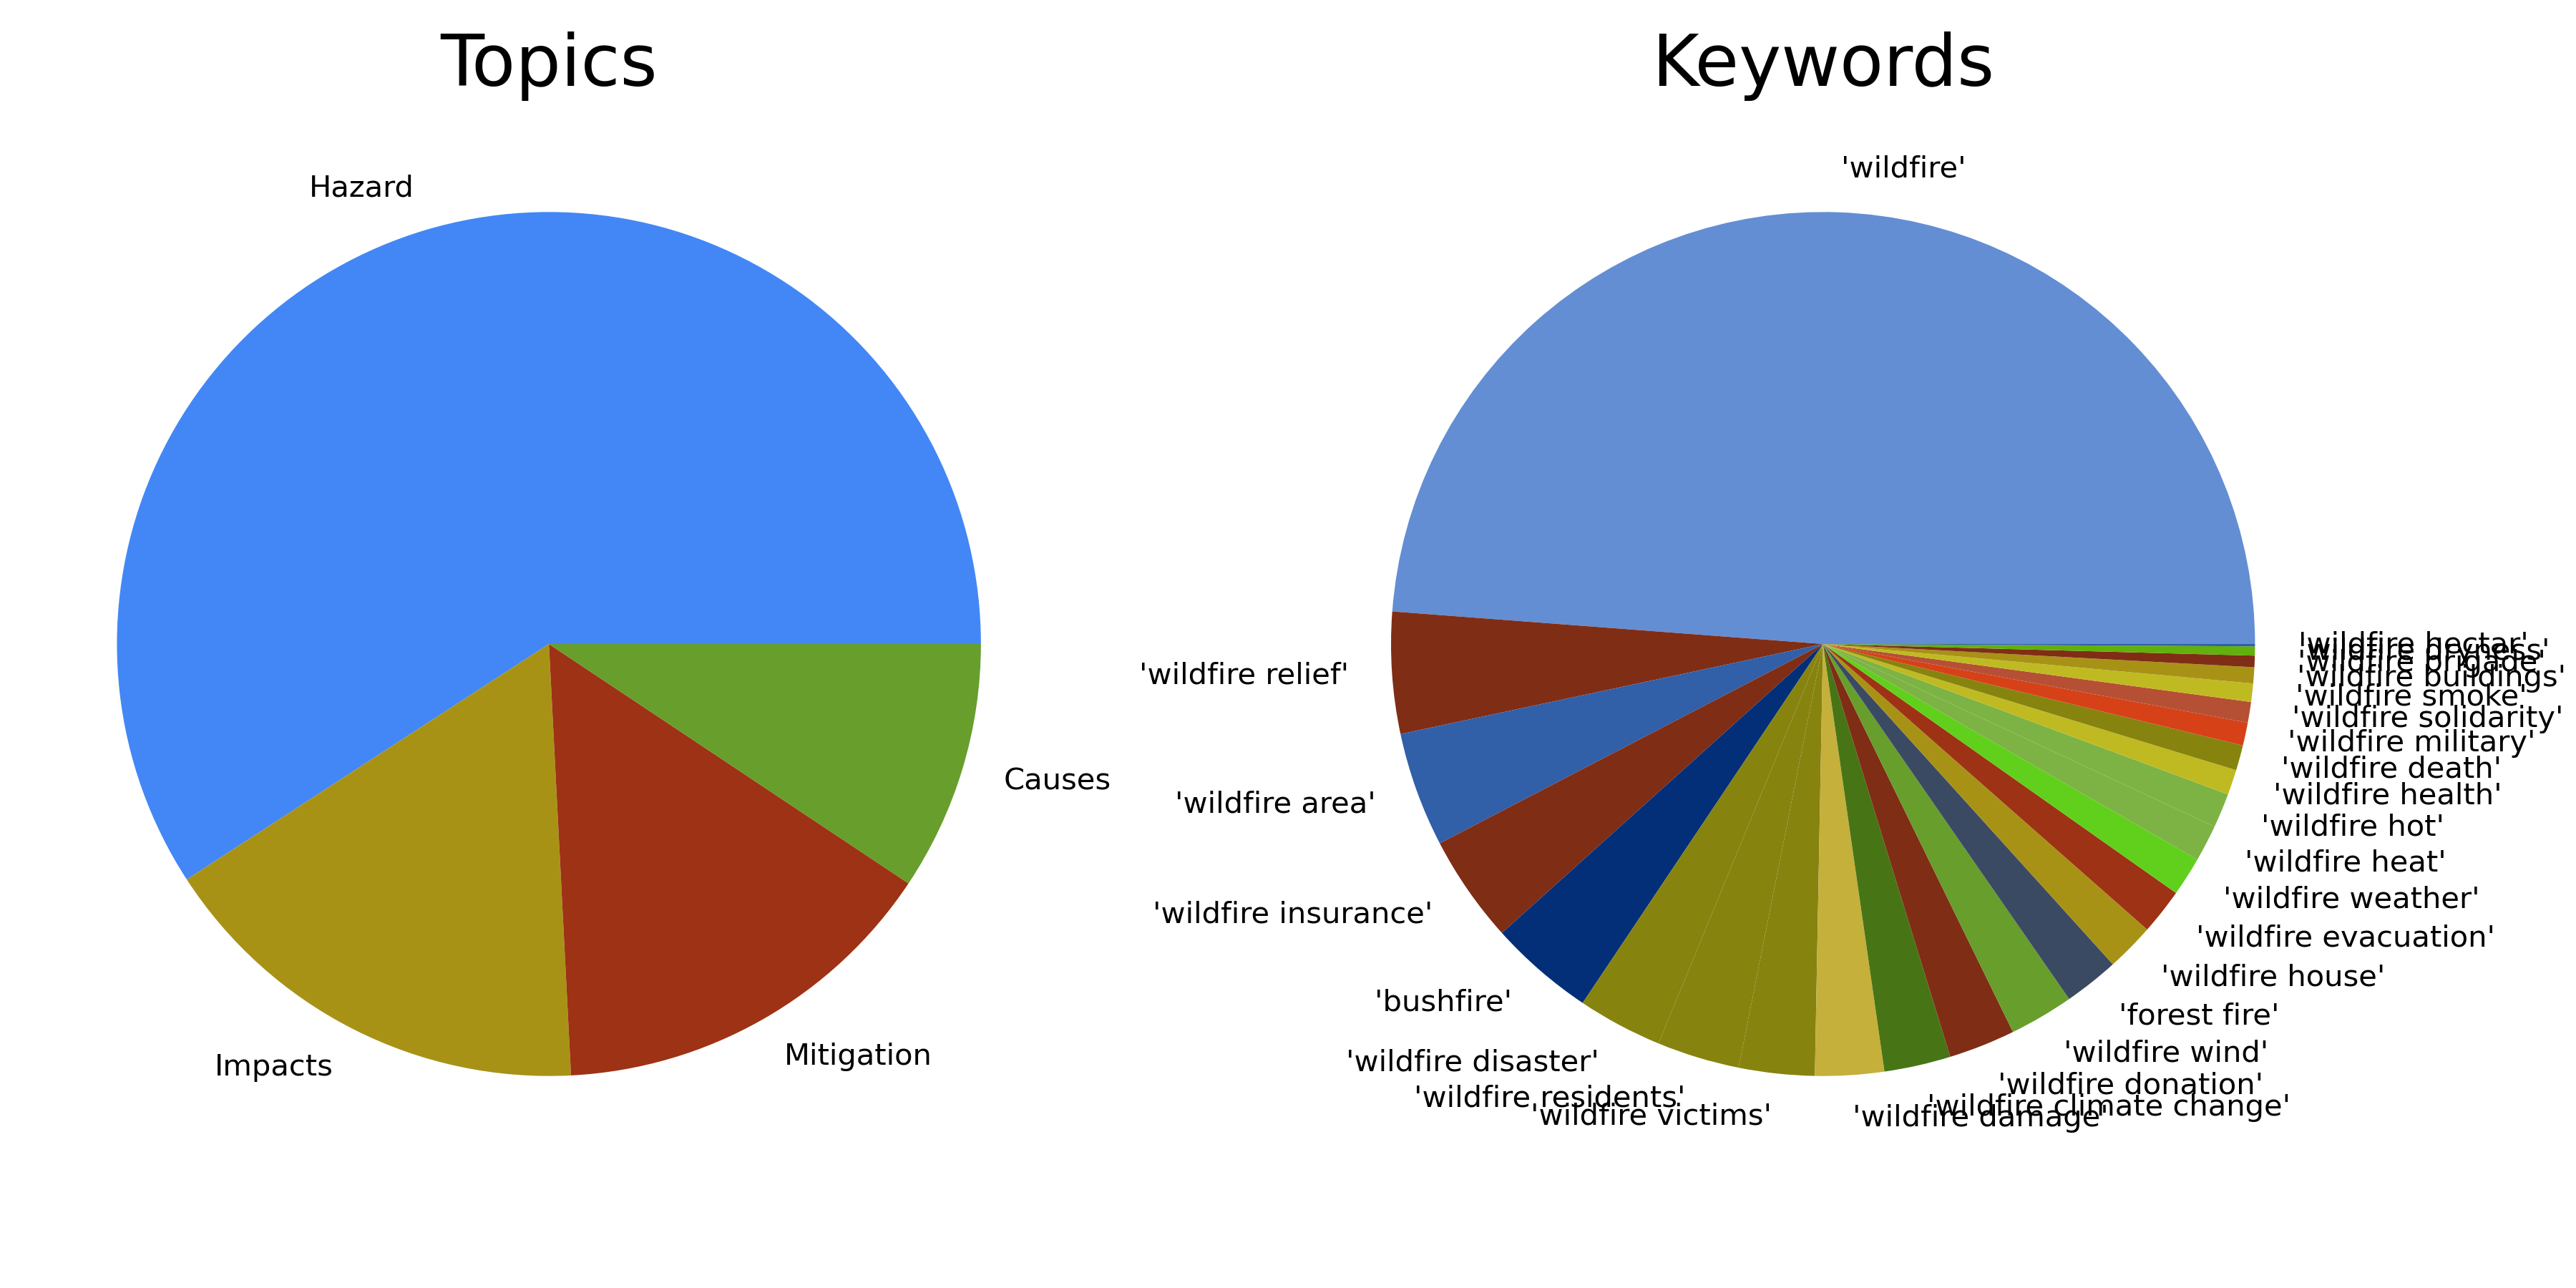 Topics
Hazard
Causes
Mitigation
Impacts
Keywords
'wildfire'
'wildfire relief'
'wildfire area'
'wildfire insurance'
'bushfire'
'wildfire disaster'
'wildfire residents'
'wildfire victims'
'wildfire damage'
'wildfire climate change'
'wildfire donation'
'wildfire wind'
'forest fire'
'wildfire house'
'wildfire evacuation'
'wildfire weather'
'wildfire heat'
'wildfire hot'
'wildfire health'
'wildfire death'
'wildfire military'
'wildfire solidarity'
'wildfire smoke'
'wildfire buildings'
'wildfire brigade'
'wildfire dryness'
'wildfire hectar'